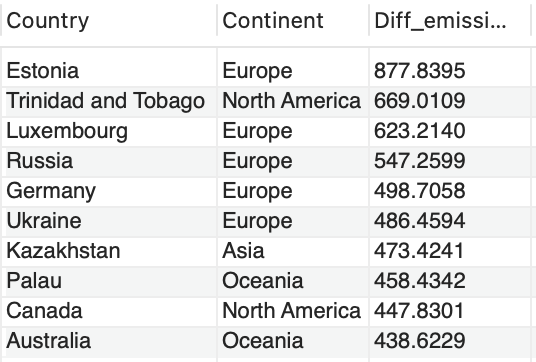 Country Continent Diff_emissi...
Estonia Europe 877.8395
Trinidad and Tobago North America 669.0109
Luxembourg Europe 623.2140
Russia Europe 547.2599
Germany Europe 498.7058
Ukraine Europe 486.4594
Kazakhstan Asia 473.4241
Palau Oceania 458.4342
Canada North America 447.8301
Australia Oceania 438.6229